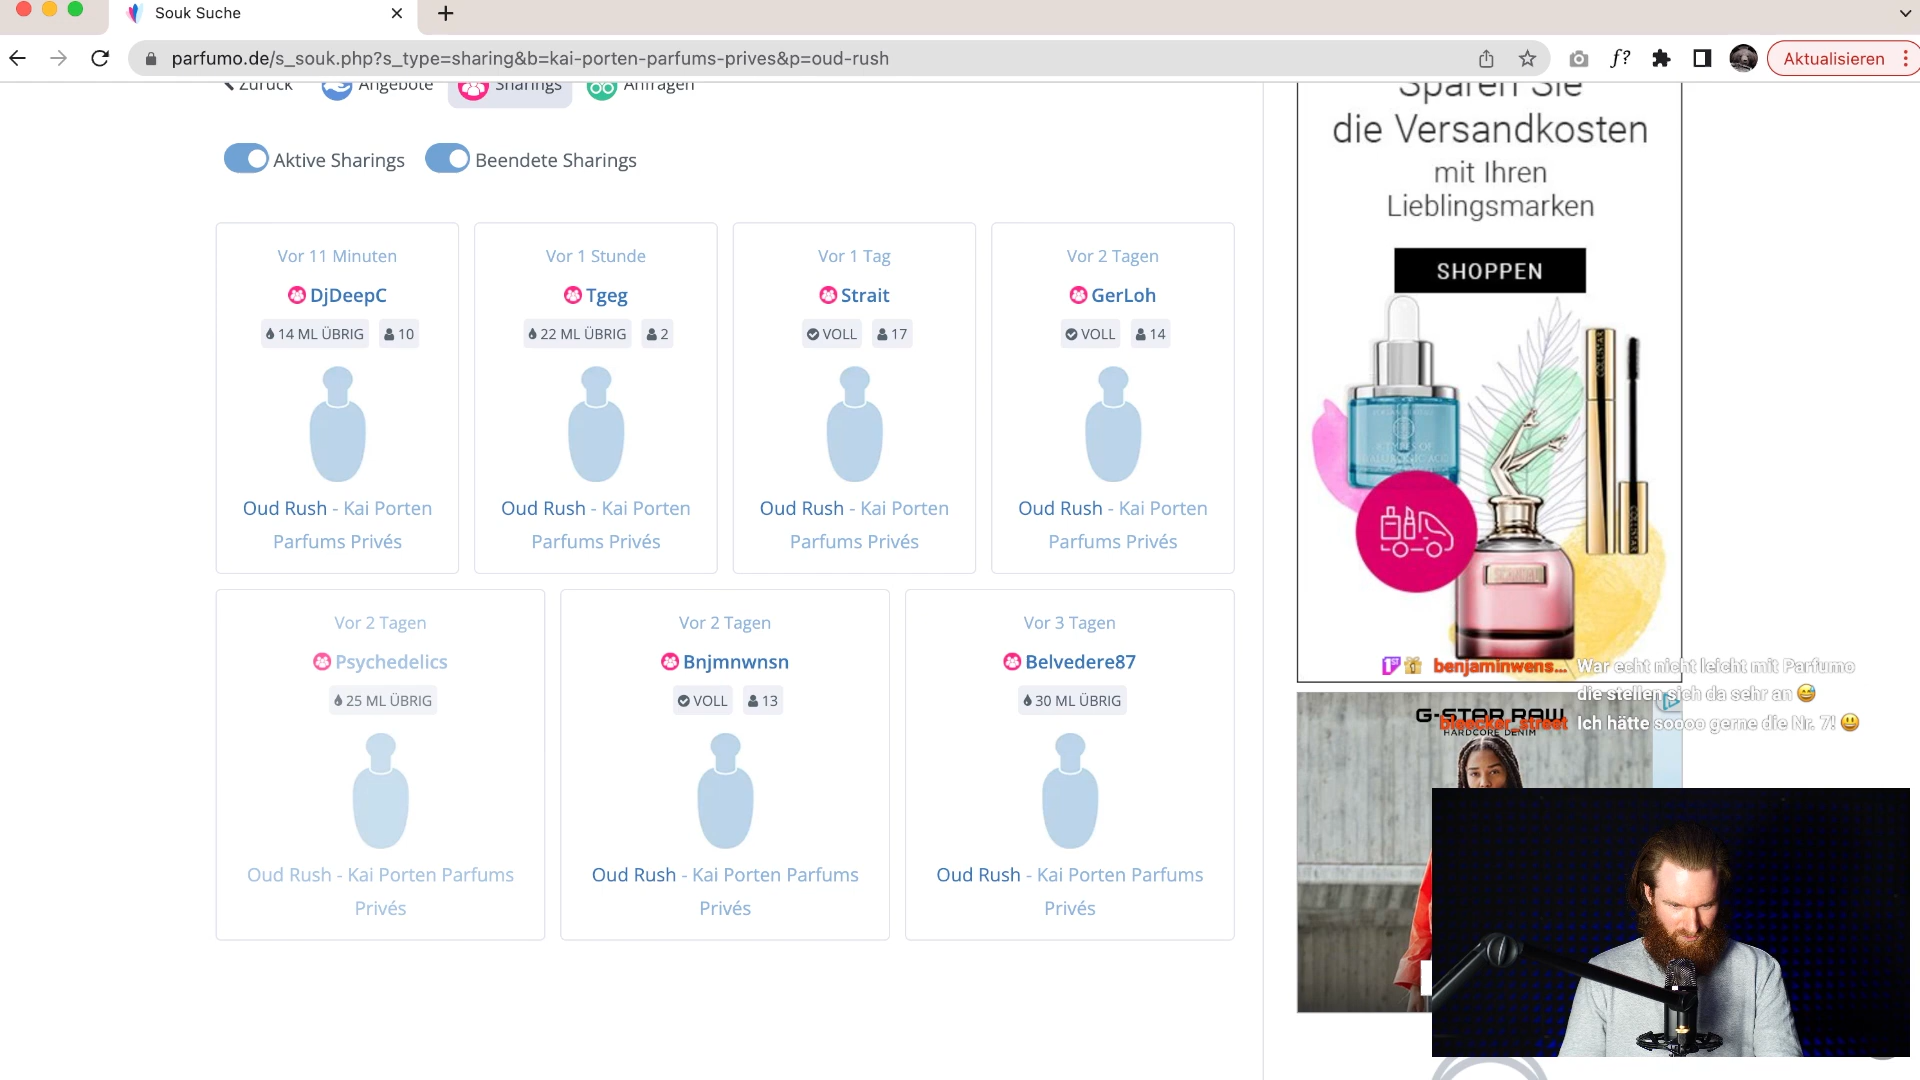 Souk Suche
parfumo.de/s_souk.php?s_type=sharing&b=kai-porten-parfums-prives&p=oud-rush
f?
Aktualisieren
Zurück
Angebote
Sharings
Anfragen
Aktive Sharings
Beendete Sharings
Vor 11 Minuten
DjDeepC
14 ML ÜBRIG
10
Oud Rush - Kai Porten
Parfums Privés
Vor 1 Stunde
Tgeg
22 ML ÜBRIG
2
Oud Rush - Kai Porten
Parfums Privés
Vor 1 Tag
Strait
VOLL
17
Oud Rush - Kai Porten
Parfums Privés
Vor 2 Tagen
GerLoh
VOLL
14
Oud Rush - Kai Porten
Parfums Privés
Vor 2 Tagen
Psychedelics
25 ML ÜBRIG
Oud Rush - Kai Porten Parfums
Privés
Vor 2 Tagen
Bnjmnwnsn
VOLL
13
Oud Rush - Kai Porten Parfums
Privés
Vor 3 Tagen
Belvedere87
30 ML ÜBRIG
Oud Rush - Kai Porten Parfums
Privés
Sparen Sie
die Versandkosten
mit Ihren
Lieblingsmarken
SHOPPEN
benjaminwens... War echt nicht leicht mit Parfumo
die stellen sich da sehr an 😅
bleecker_street Ich hätte soooo gerne die Nr. 7! 😃
G-STAR RAW
HARDCORE DENIM